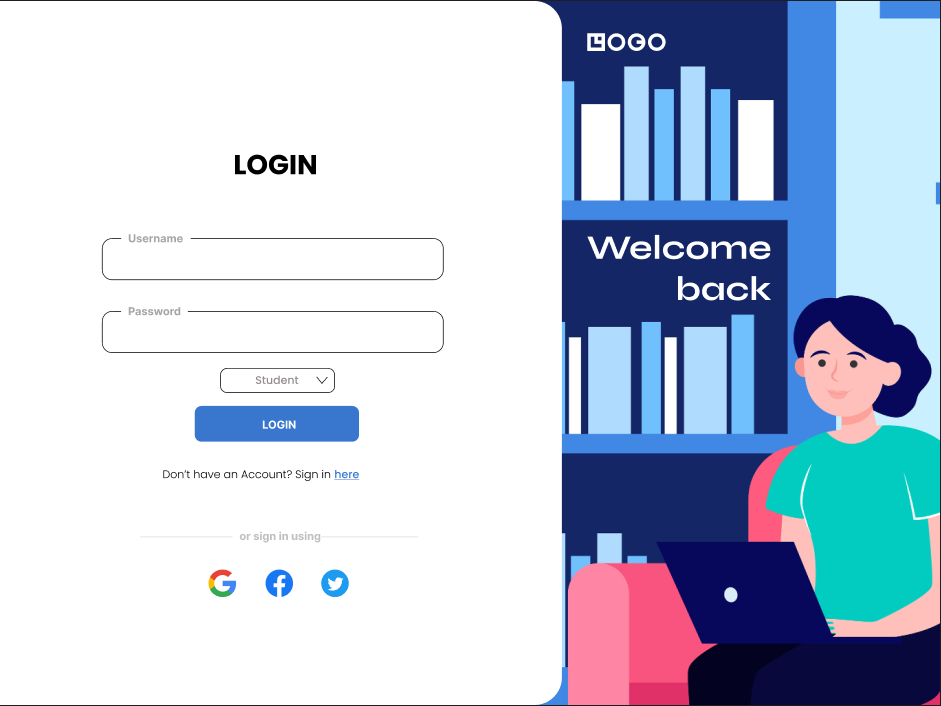 LOGO
Welcome
back
LOGIN
Username
Password
Student
LOGIN
Don't have an Account? Sign in here
or sign in using